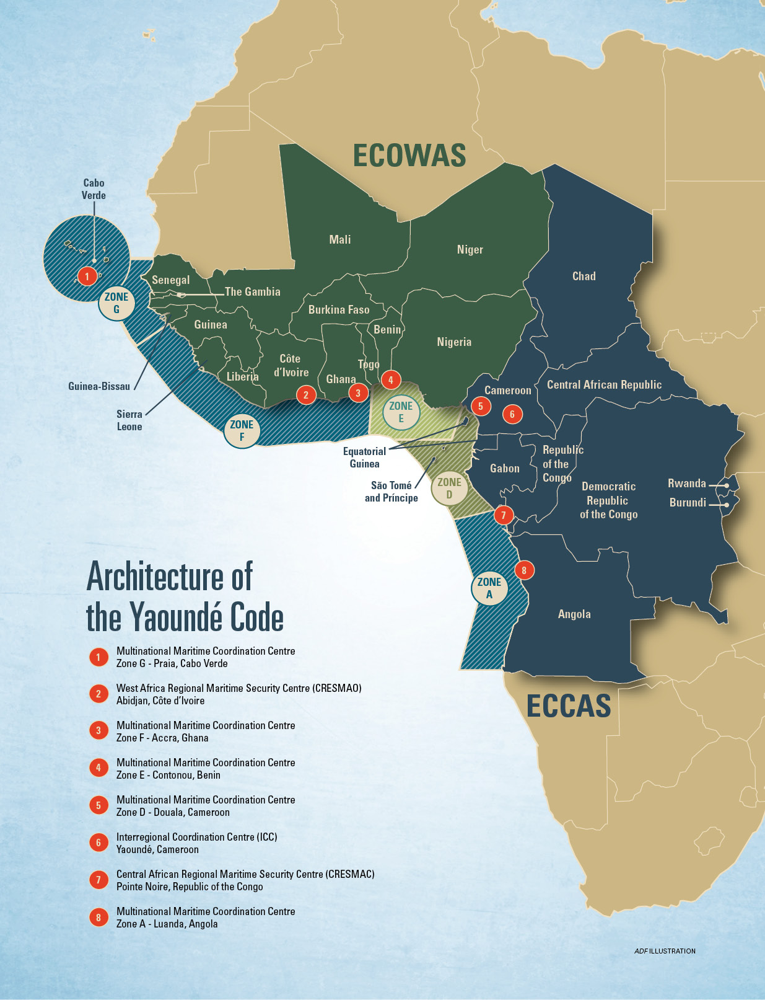 ECOWAS
Cabo
Verde
Mali
Niger
Chad
1
Senegal
The Gambia
ZONE
G
Burkina Faso
Guinea
Benin
Nigeria
Côte
d'Ivoire
Togo
Liberia
Ghana
4
Guinea-Bissau
2
3
Cameroon
Central African Republic
5
6
Sierra
Leone
ZONE
E
ZONE
F
Equatorial
Guinea
Republic
of the
Congo
Gabon
São Tomé
and Príncipe
ZONE
D
Democratic
Republic
of the Congo
Rwanda
Burundi
7
8
ZONE
A
Angola
ECCAS
Architecture of
the Yaoundé Code
1
Multinational Maritime Coordination Centre
Zone G - Praia, Cabo Verde
2
West Africa Regional Maritime Security Centre (CRESMAO)
Abidjan, Côte d'Ivoire
3
Multinational Maritime Coordination Centre
Zone F - Accra, Ghana
4
Multinational Maritime Coordination Centre
Zone E - Contonou, Benin
5
Multinational Maritime Coordination Centre
Zone D - Douala, Cameroon
6
Interregional Coordination Centre (ICC)
Yaoundé, Cameroon
7
Central African Regional Maritime Security Centre (CRESMAC)
Pointe Noire, Republic of the Congo
8
Multinational Maritime Coordination Centre
Zone A - Luanda, Angola
ADF ILLUSTRATION